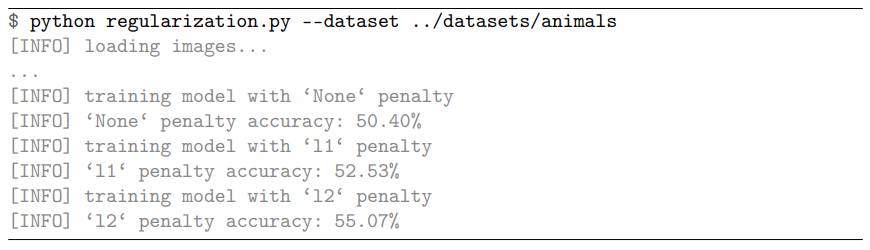 $ python regularization.py --dataset ../datasets/animals
[INFO] loading images...
...
[INFO] training model with ‘None‘ penalty
[INFO] ‘None‘ penalty accuracy: 50.40%
[INFO] training model with ‘l1‘ penalty
[INFO] ‘l1‘ penalty accuracy: 52.53%
[INFO] training model with ‘l2‘ penalty
[INFO] ‘l2‘ penalty accuracy: 55.07%